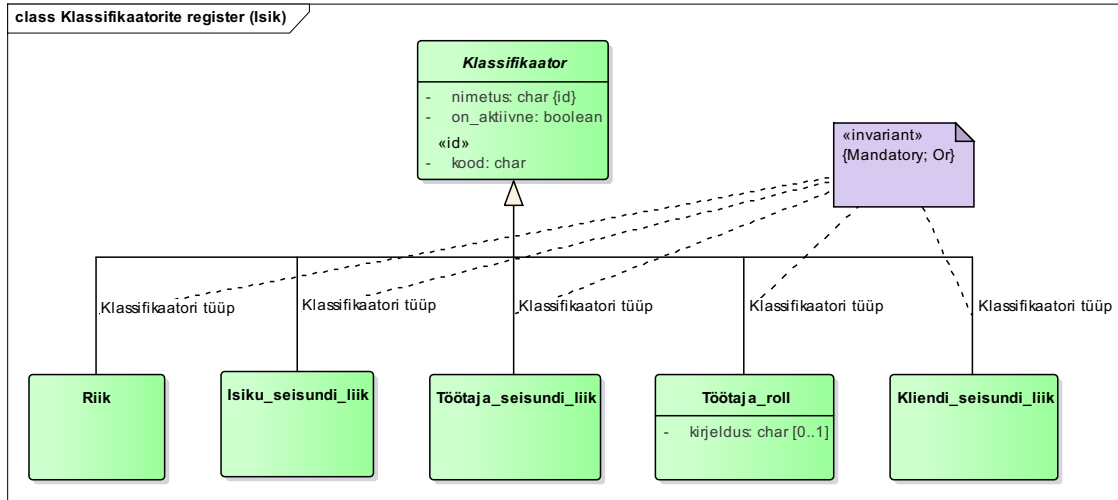 class Klassifikaatorite register (Isik)
Klassifikaator
- nimetus: char {id}
- on_aktiivne: boolean
«id»
- kood: char
«invariant»
{Mandatory; Or}
Klassifikaatori tüüp
Klassifikaatori tüüp
Klassifikaatori tüüp
Klassifikaatori tüüp
Klassifikaatori tüüp
Riik
Isiku_seisundi_liik
Töötaja_seisundi_liik
Töötaja_roll
- kirjeldus: char [0..1]
Kliendi_seisundi_liik